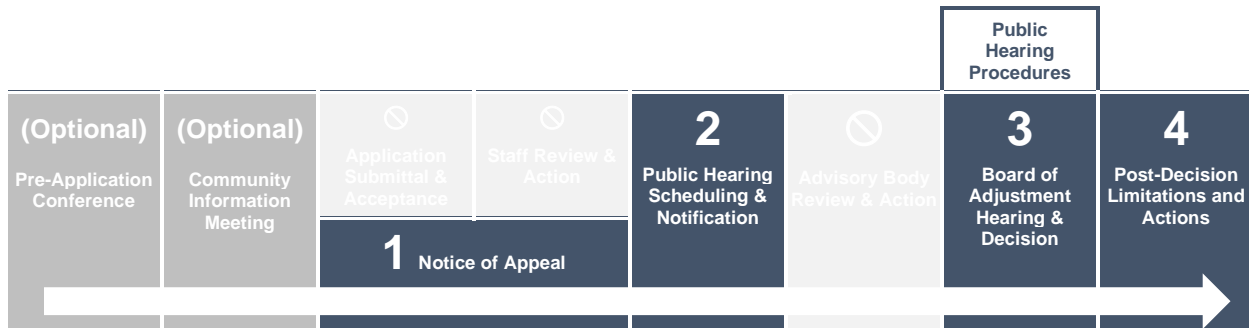 Public
Hearing
Procedures
(Optional)
Pre-Application
Conference
(Optional)
Community
Information
Meeting
Application
Submittal &
Acceptance
Staff Review &
Action
1 Notice of Appeal
2
Public Hearing
Scheduling &
Notification
Advisory Body
Review & Action
3
Board of
Adjustment
Hearing &
Decision
4
Post-Decision
Limitations and
Actions